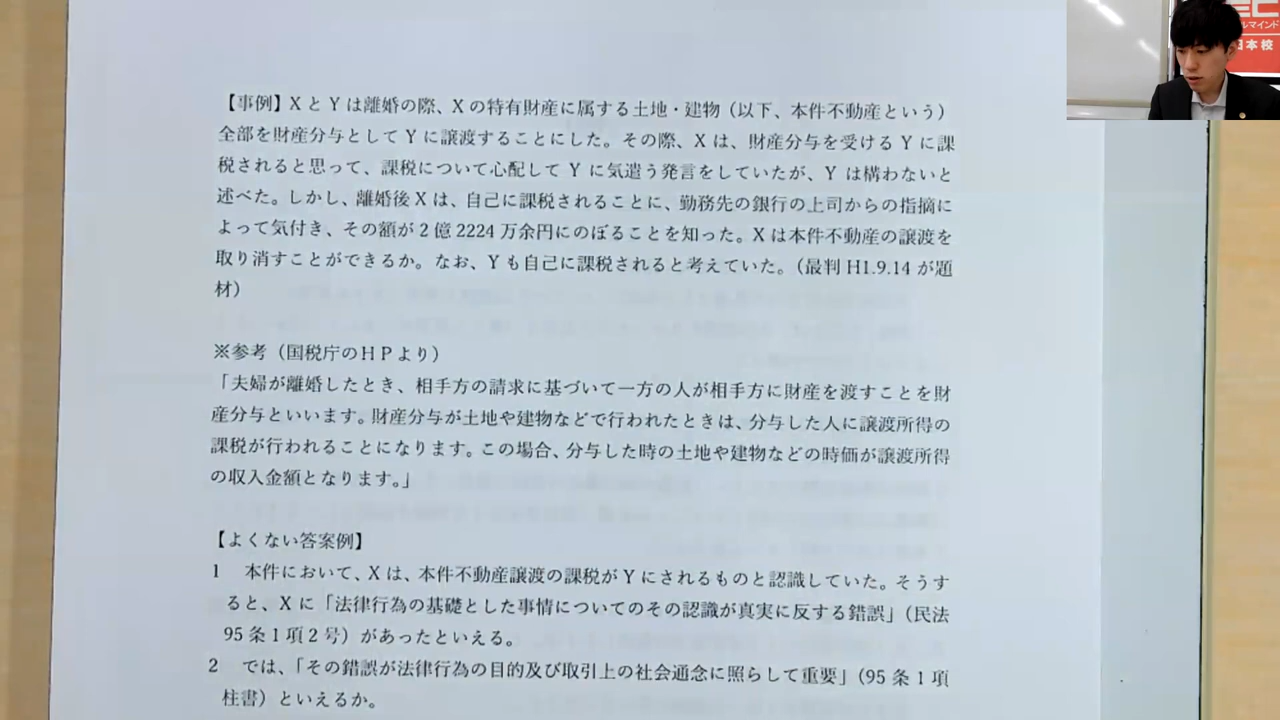 【事例】XとYは離婚の際、Xの特有財産に属する土地・建物（以下、本件不動産という）
全部を財産分与としてYに譲渡することにした。その際、Xは、財産分与を受けるYに課
税されると思って、課税について心配してYに気遣う発言をしていたが、Yは構わないと
述べた。しかし、離婚後Xは、自己に課税されることに、勤務先の銀行の上司からの指摘に
よって気付き、その額が2億2224万余円にのぼることを知った。Xは本件不動産の譲渡を
取り消すことができるか。なお、Yも自己に課税されると考えていた。（最判H1.9.14が題
材）
※参考（国税庁のHPより）
「夫婦が離婚したとき、相手方の請求に基づいて一方の人が相手方に財産を渡すことを財
産分与といいます。財産分与が土地や建物などで行われたときは、分与した人に譲渡所得の
課税が行われることになります。この場合、分与した時の土地や建物などの時価が譲渡所得
の収入金額となります。」
【よくない答案例】
1　本件において、Xは、本件不動産譲渡の課税がYにされるものと認識していた。そうす
ると、Xに「法律行為の基礎とした事情についてのその認識が真実に反する錯誤」（民法
95条1項2号）があったといえる。
2　では、「その錯誤が法律行為の目的及び取引上の社会通念に照らして重要」（95条1項
柱書）といえるか。
ルマインド
日本校